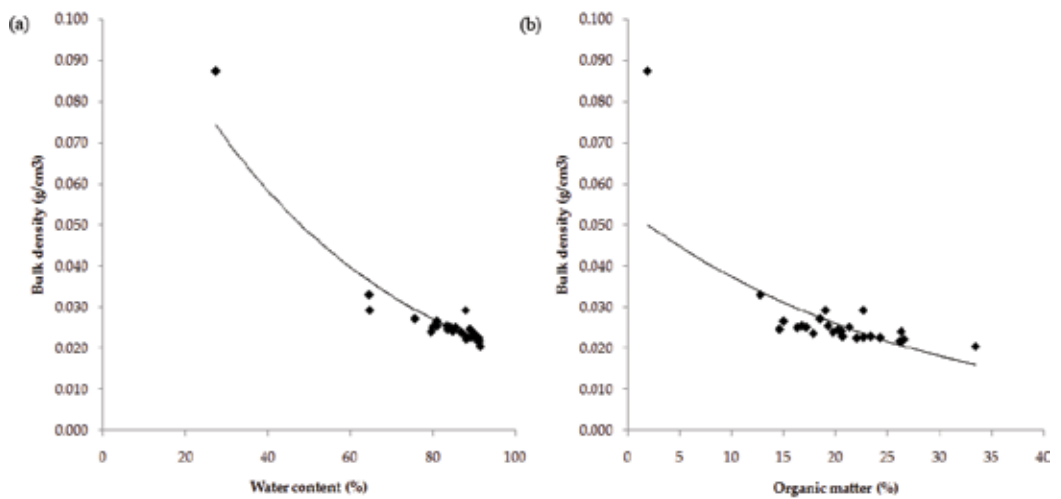 (a)
0.100
0.090
0.080
0.070
0.060
0.050
0.040
0.030
0.020
0.010
0.000
Bulk density (g/cm3)
0 20 40 60 80 100
Water content (%)
(b)
0.100
0.090
0.080
0.070
0.060
0.050
0.040
0.030
0.020
0.010
0.000
Bulk density (g/cm3)
0 5 10 15 20 25 30 35 40
Organic matter (%)